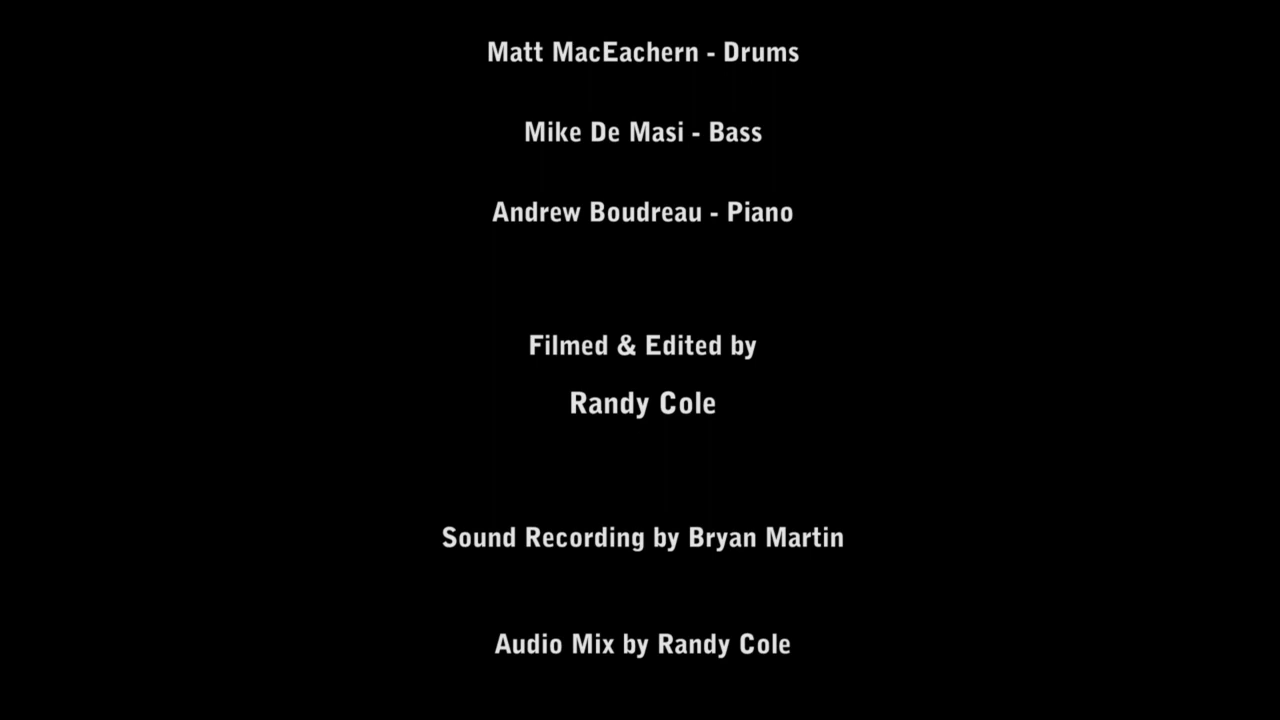 Matt MacEachern - Drums
Mike De Masi - Bass
Andrew Boudreau - Piano
Filmed & Edited by
Randy Cole
Sound Recording by Bryan Martin
Audio Mix by Randy Cole